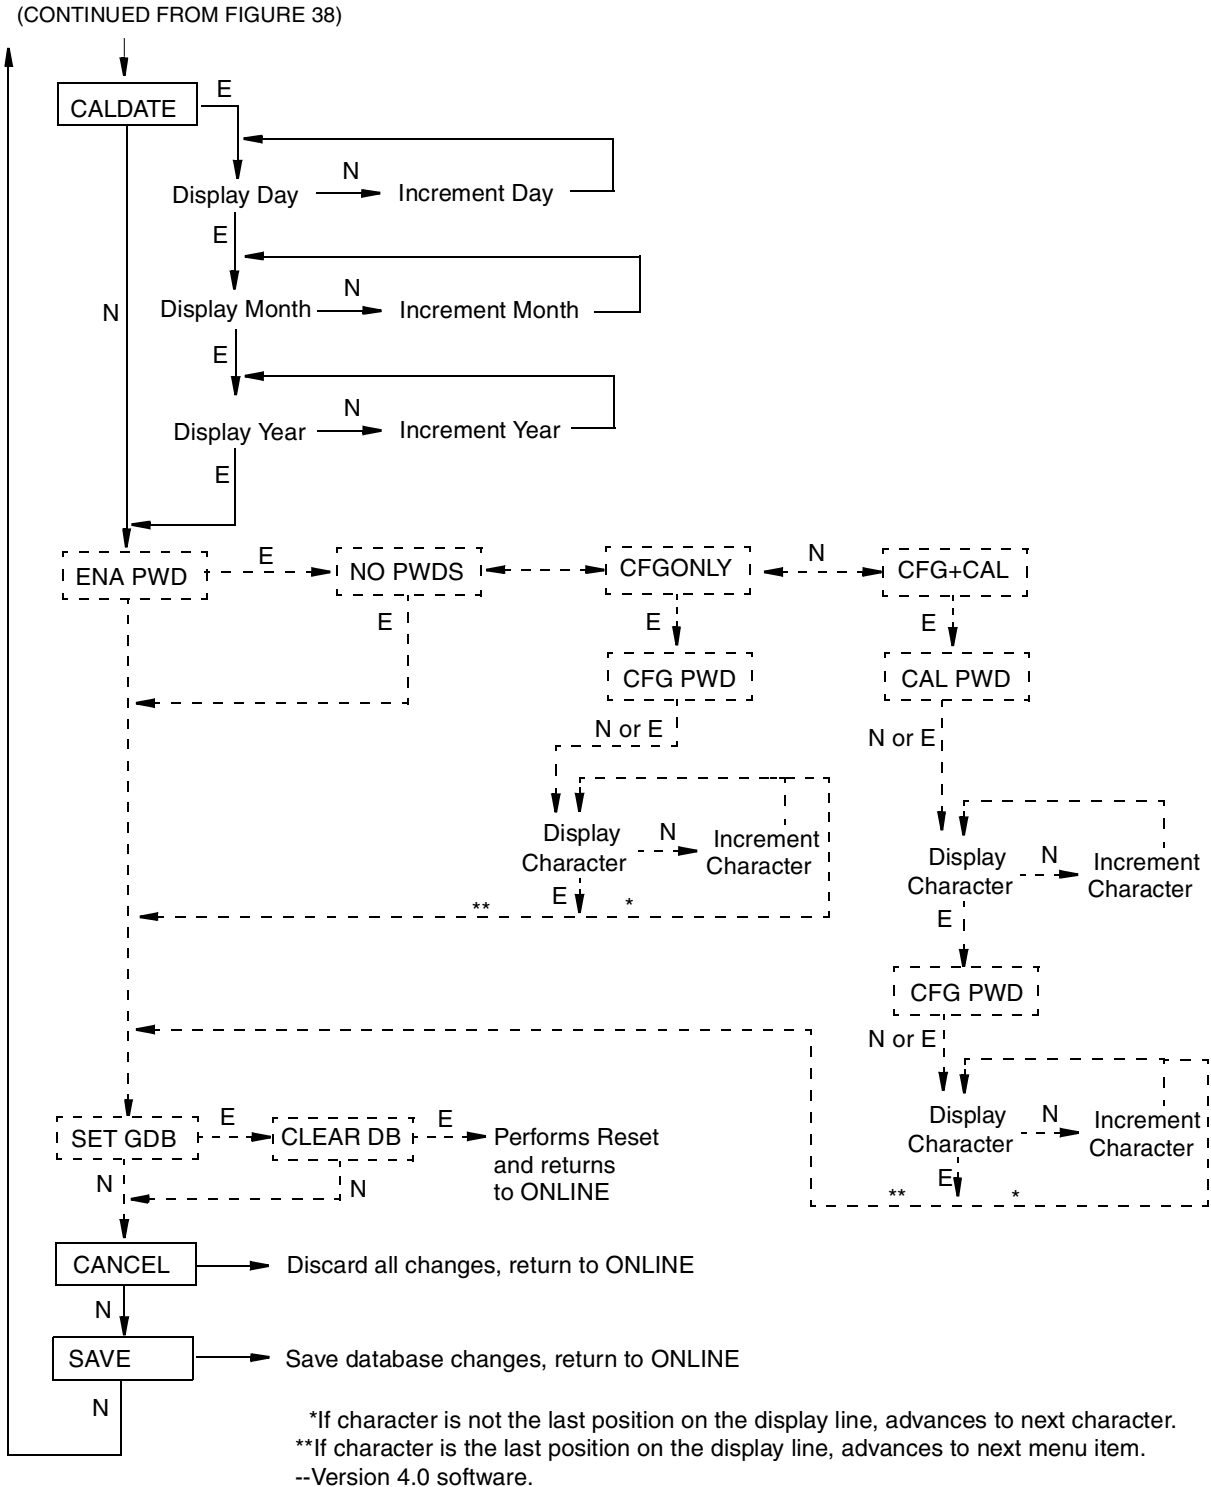 (CONTINUED FROM FIGURE 38)
CALDATE
E
Display Day
N
Increment Day
E
Display Month
N
Increment Month
N
E
Display Year
N
Increment Year
E
ENA PWD
E
NO PWDS
CFGONLY
N
CFG+CAL
E
E
E
CFG PWD
CAL PWD
N or E
N or E
Display
Character
N
Increment
Character
E
**
*
Display
Character
N
Increment
Character
E
CFG PWD
N or E
Display
Character
N
Increment
Character
E
**
*
SET GDB
E
CLEAR DB
E
Performs Reset
and returns
to ONLINE
N
N
CANCEL
Discard all changes, return to ONLINE
N
SAVE
Save database changes, return to ONLINE
N
*If character is not the last position on the display line, advances to next character.
**If character is the last position on the display line, advances to next menu item.
--Version 4.0 software.